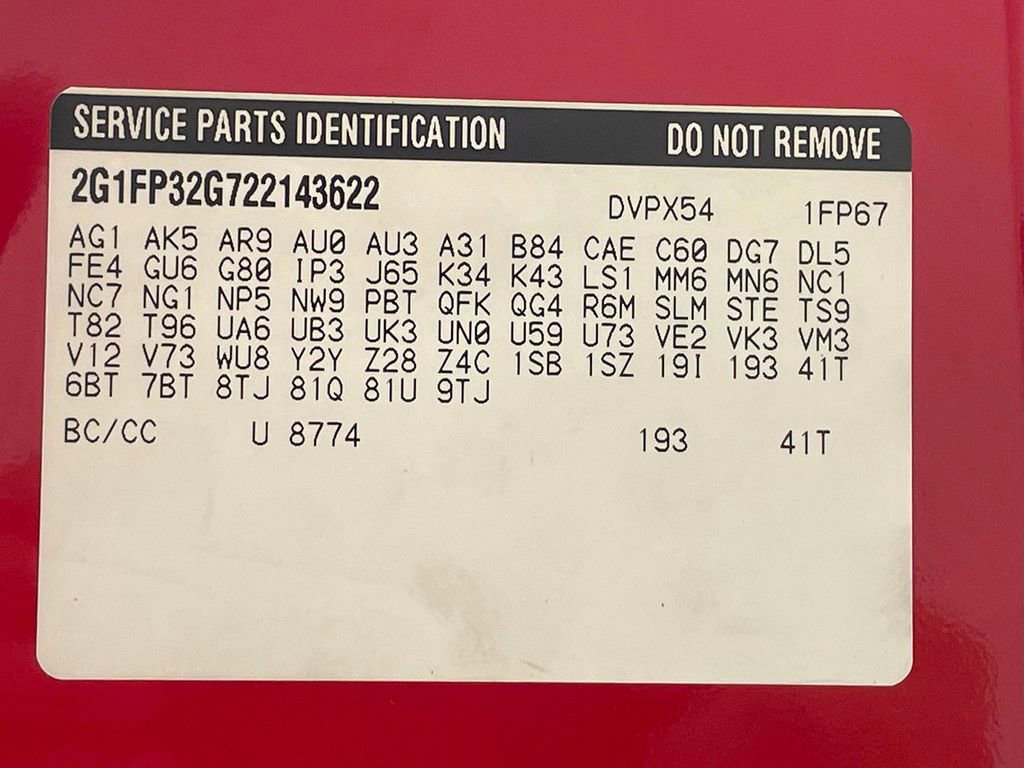 SERVICE PARTS IDENTIFICATION DO NOT REMOVE
2G1FP32G722143622 DVPX54 1FP67
AG1 AK5 AR9 AU0 AU3 A31 B84 CAE C60 DG7 DL5
FE4 GU6 G80 IP3 J65 K34 K43 LS1 MM6 MN6 NC1
NC7 NG1 NP5 NW9 PBT QFK QG4 R6M SLM STE TS9
T82 T96 UA6 UB3 UK3 UN0 U59 U73 VE2 VK3 VM3
V12 V73 WU8 Y2Y Z28 Z4C 1SB 1SZ 19I 193 41T
6BT 7BT 8TJ 81Q 81U 9TJ
BC/CC U 8774 193 41T